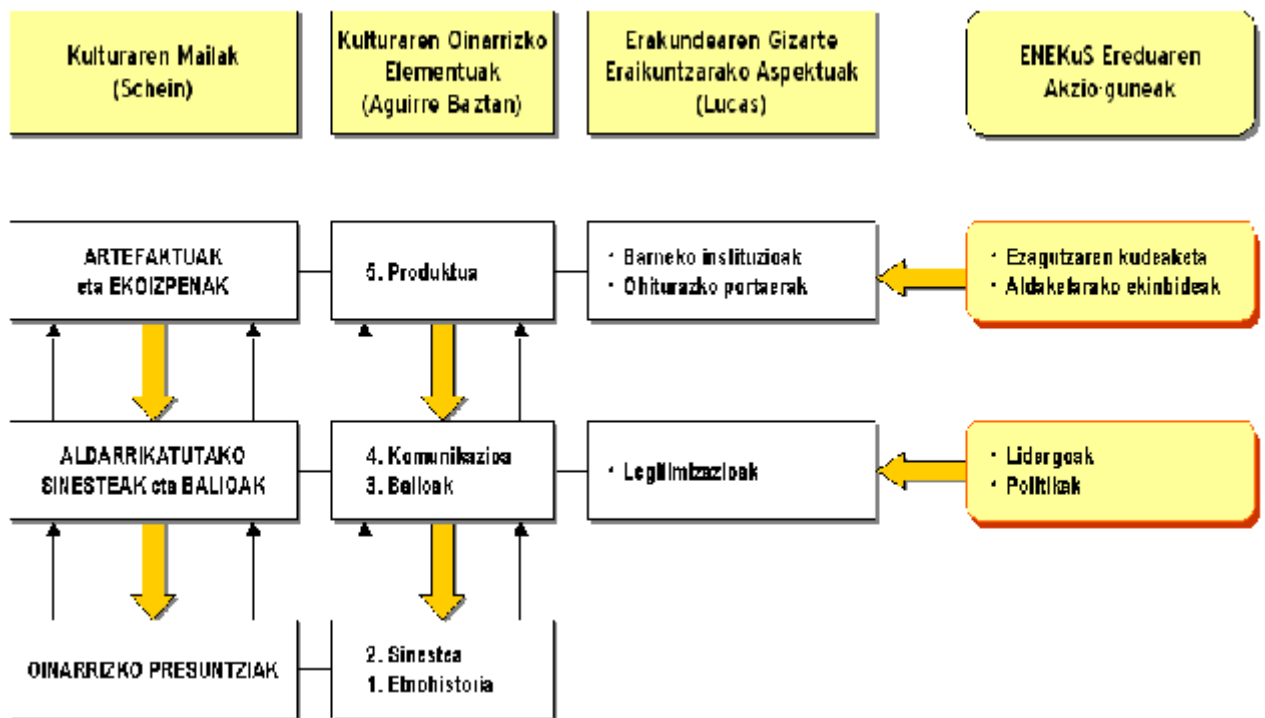 Kulturaren Mailak
(Schein)
Kulturaren Oinarrizko
Elementuak
(Aguirre Baztan)
Erakundearen Gizarte
Eraikuntzarako Aspektuak
(Lucas)
ENEKuS Ereduaren
Akzio-guneak
ARTEFAKTUAK
eta EKOIZPENAK
5. Produktua
· Barneko instituzioak
· Ohiturazko portaerak
· Ezagutzaren kudeaketa
· Aldaketarako ekinbideak
ALDARRIKATUTAKO
SINESTEAK eta BALIOAK
4. Komunikazioa
3. Balioak
· Legitimizazioak
· Lidergoak
· Politikak
OINARRIZKO PRESUNTZIAK
2. Sinestea
1. Etnohistoria